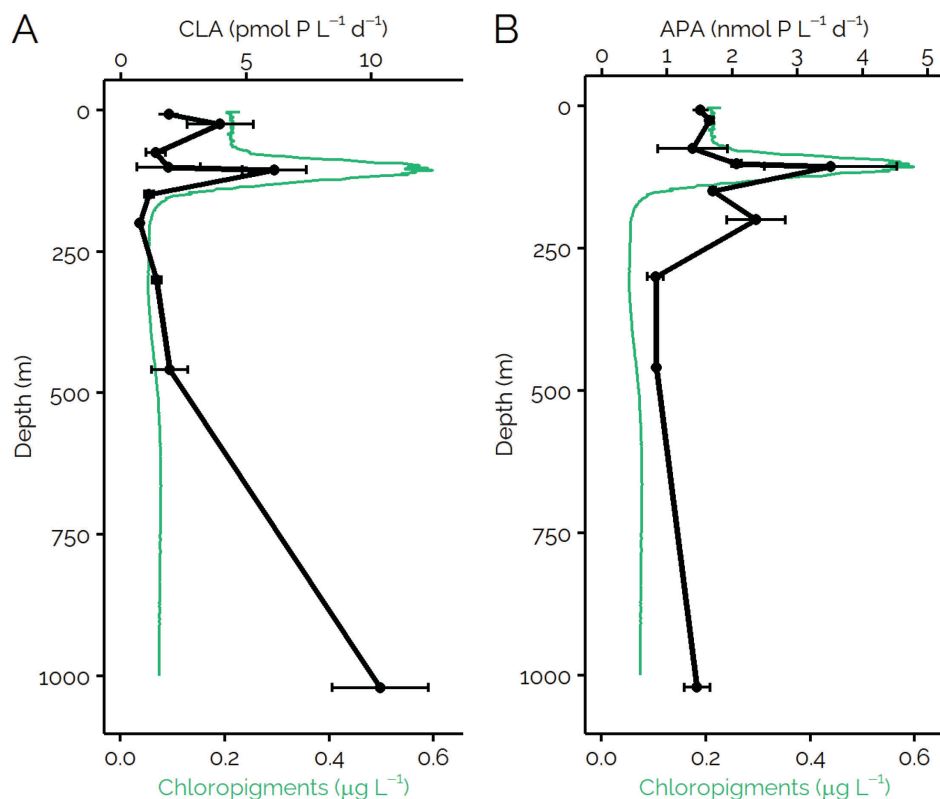 A
CLA (pmol P L⁻¹ d⁻¹)
0 5 10
0
250
500
750
1000
Depth (m)
0.0 0.2 0.4 0.6
Chloropigments (µg L⁻¹)
B
APA (nmol P L⁻¹ d⁻¹)
0 1 2 3 4 5
0
250
500
750
1000
Depth (m)
0.0 0.2 0.4 0.6
Chloropigments (µg L⁻¹)